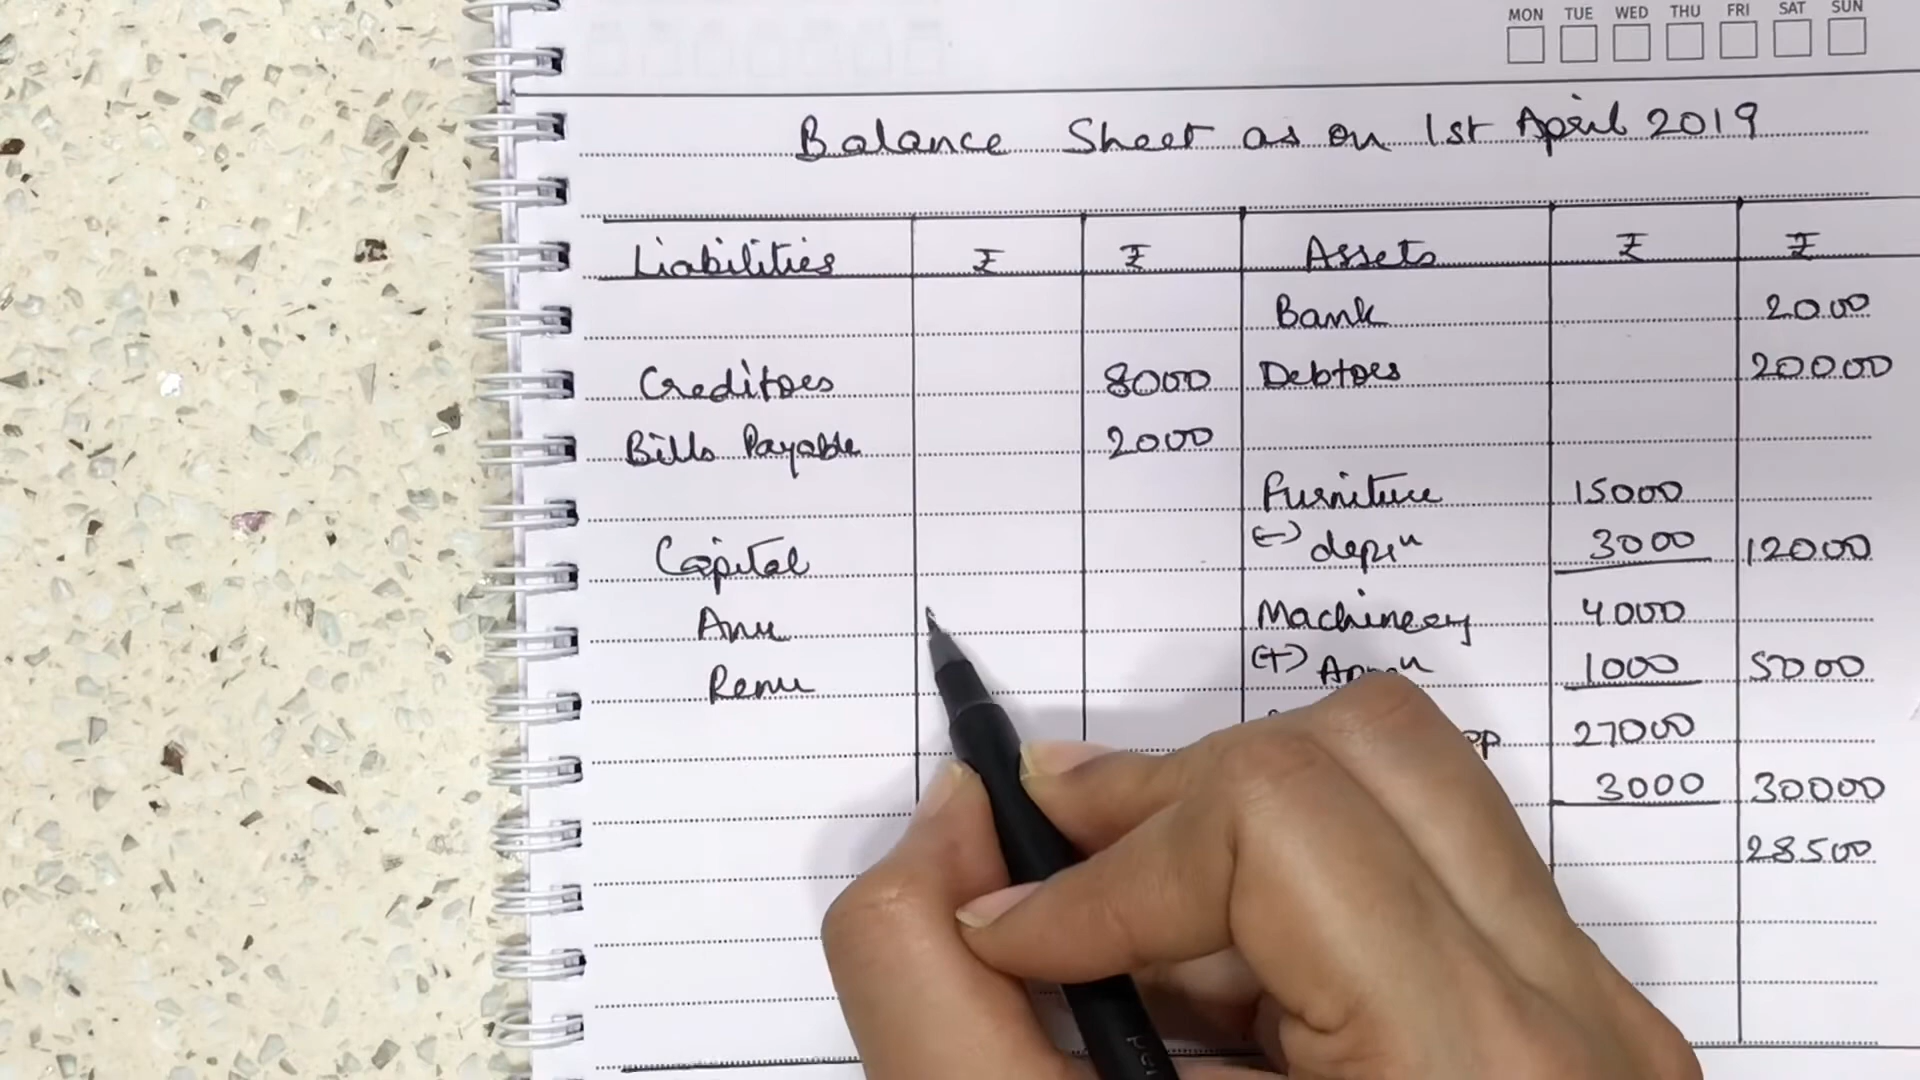 MON TUE WED THU FRI SAT SUN
Balance Sheet as on 1st April 2019
Liabilities ₹ ₹ Assets ₹ ₹
Bank 2000
Creditors 8000 Debtors 20000
Bills Payable 2000
Furniture 15000
Capital (-) depr^n 3000 12000
Anu Machinery 4000
Renu (+) 1000 5000
27000
3000 30000
28500